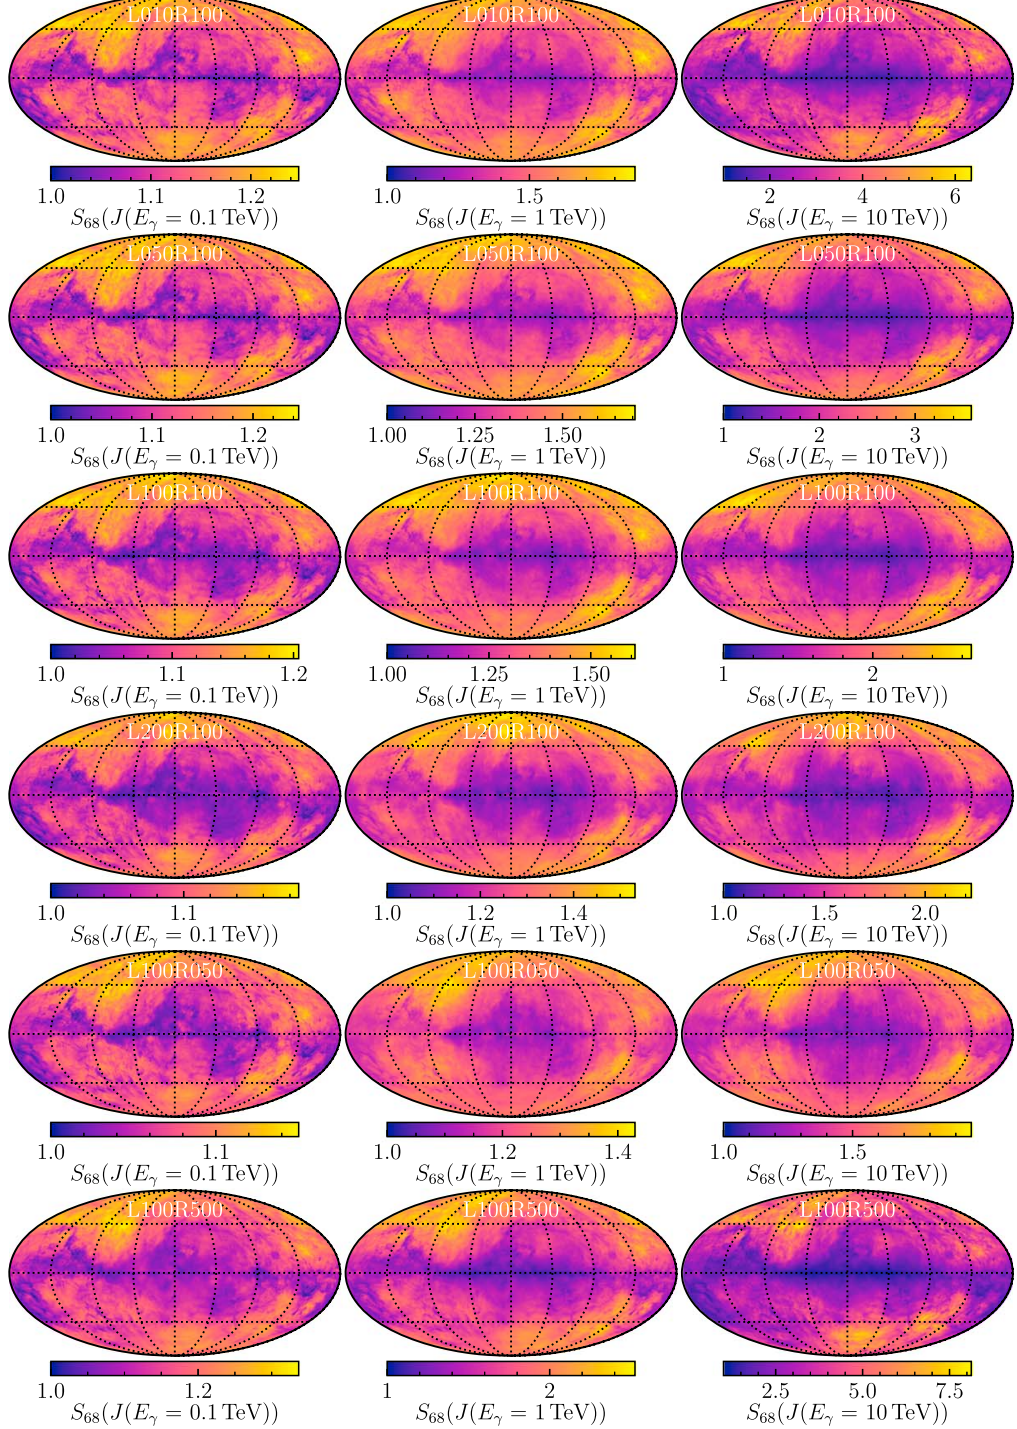 L010R100 L010R100 L010R100
1.0 1.1 1.2 1.0 1.5 2 4 6
S₆₈(J(Eᵧ = 0.1 TeV)) S₆₈(J(Eᵧ = 1 TeV)) S₆₈(J(Eᵧ = 10 TeV))
L050R100 L050R100 L050R100
1.0 1.1 1.2 1.00 1.25 1.50 1 2 3
S₆₈(J(Eᵧ = 0.1 TeV)) S₆₈(J(Eᵧ = 1 TeV)) S₆₈(J(Eᵧ = 10 TeV))
L100R100 L100R100 L100R100
1.0 1.1 1.2 1.00 1.25 1.50 1 2
S₆₈(J(Eᵧ = 0.1 TeV)) S₆₈(J(Eᵧ = 1 TeV)) S₆₈(J(Eᵧ = 10 TeV))
L200R100 L200R100 L200R100
1.0 1.1 1.0 1.2 1.4 1.0 1.5 2.0
S₆₈(J(Eᵧ = 0.1 TeV)) S₆₈(J(Eᵧ = 1 TeV)) S₆₈(J(Eᵧ = 10 TeV))
L100R050 L100R050 L100R050
1.0 1.1 1.0 1.2 1.4 1.0 1.5
S₆₈(J(Eᵧ = 0.1 TeV)) S₆₈(J(Eᵧ = 1 TeV)) S₆₈(J(Eᵧ = 10 TeV))
L100R500 L100R500 L100R500
1.0 1.2 1 2 2.5 5.0 7.5
S₆₈(J(Eᵧ = 0.1 TeV)) S₆₈(J(Eᵧ = 1 TeV)) S₆₈(J(Eᵧ = 10 TeV))